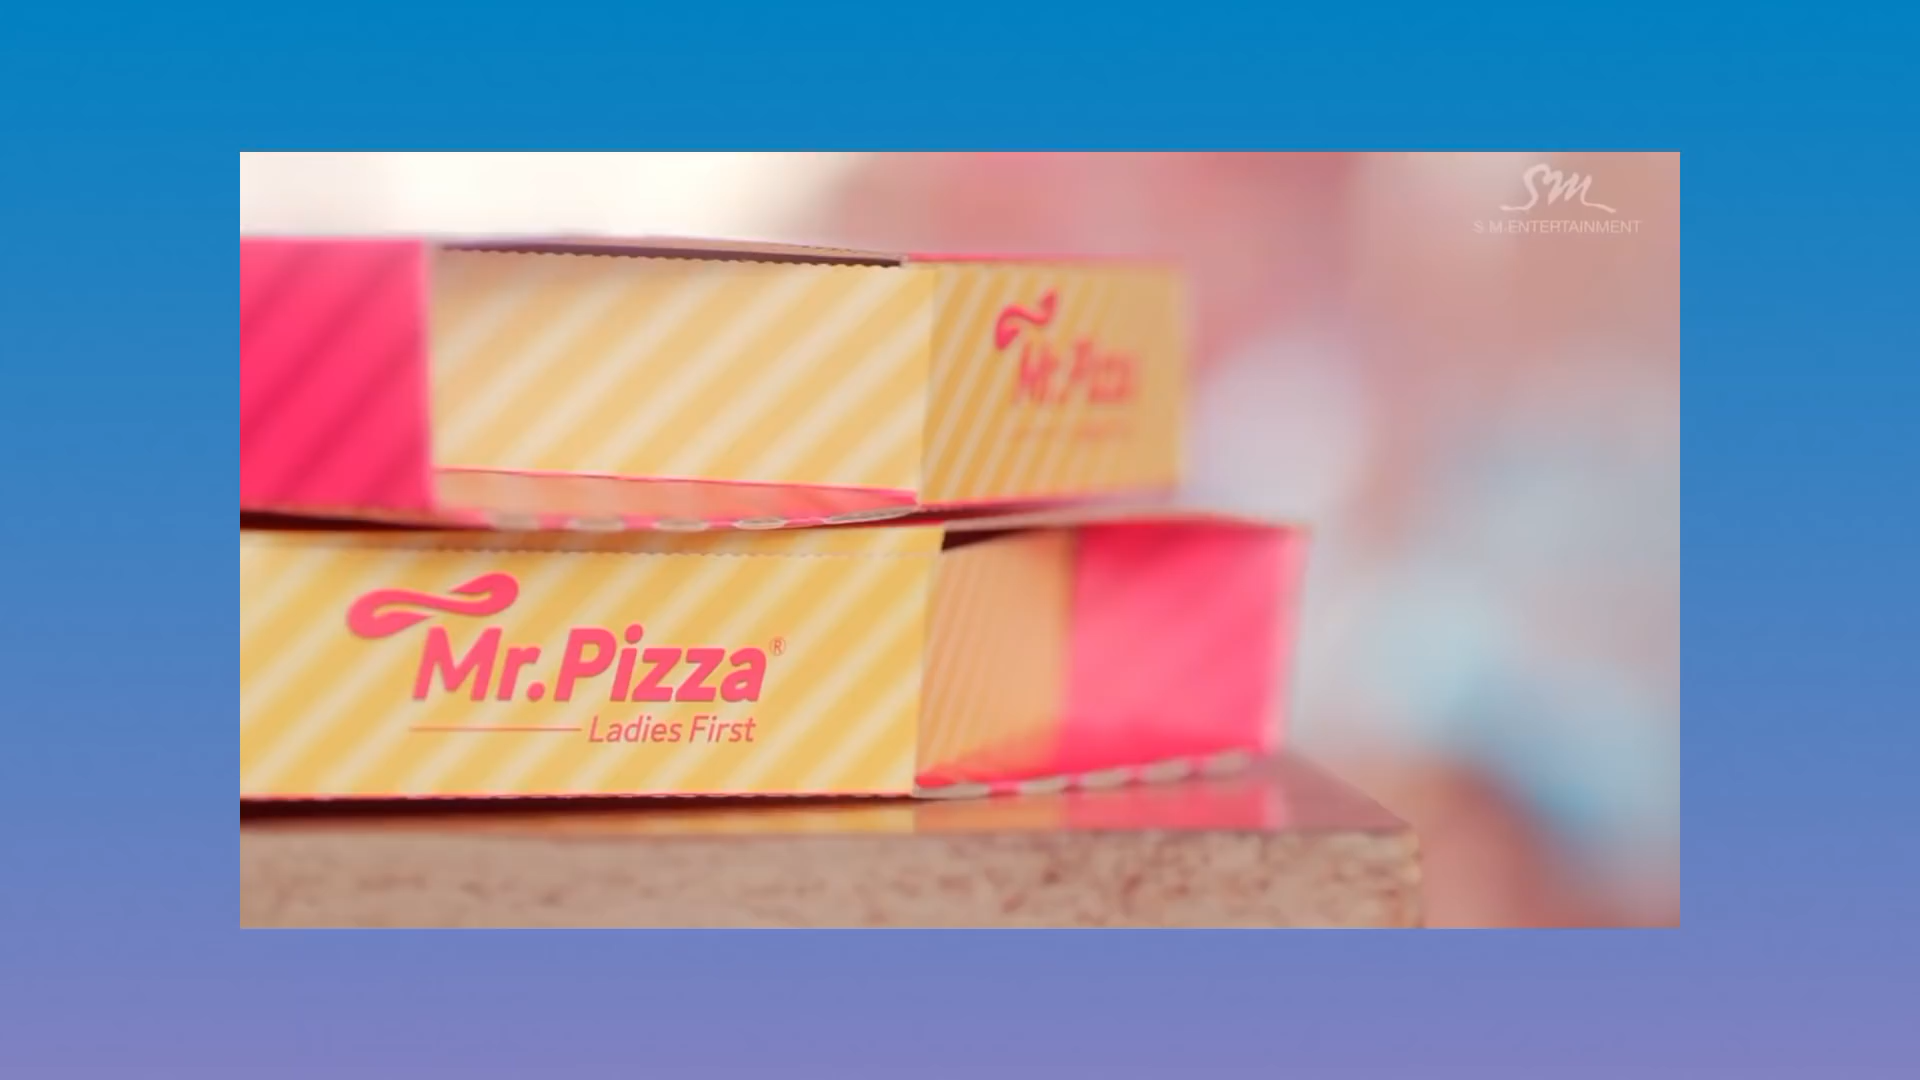 Sm
S.M.ENTERTAINMENT
Mr.Pizza
Mr.Pizza®
Ladies First